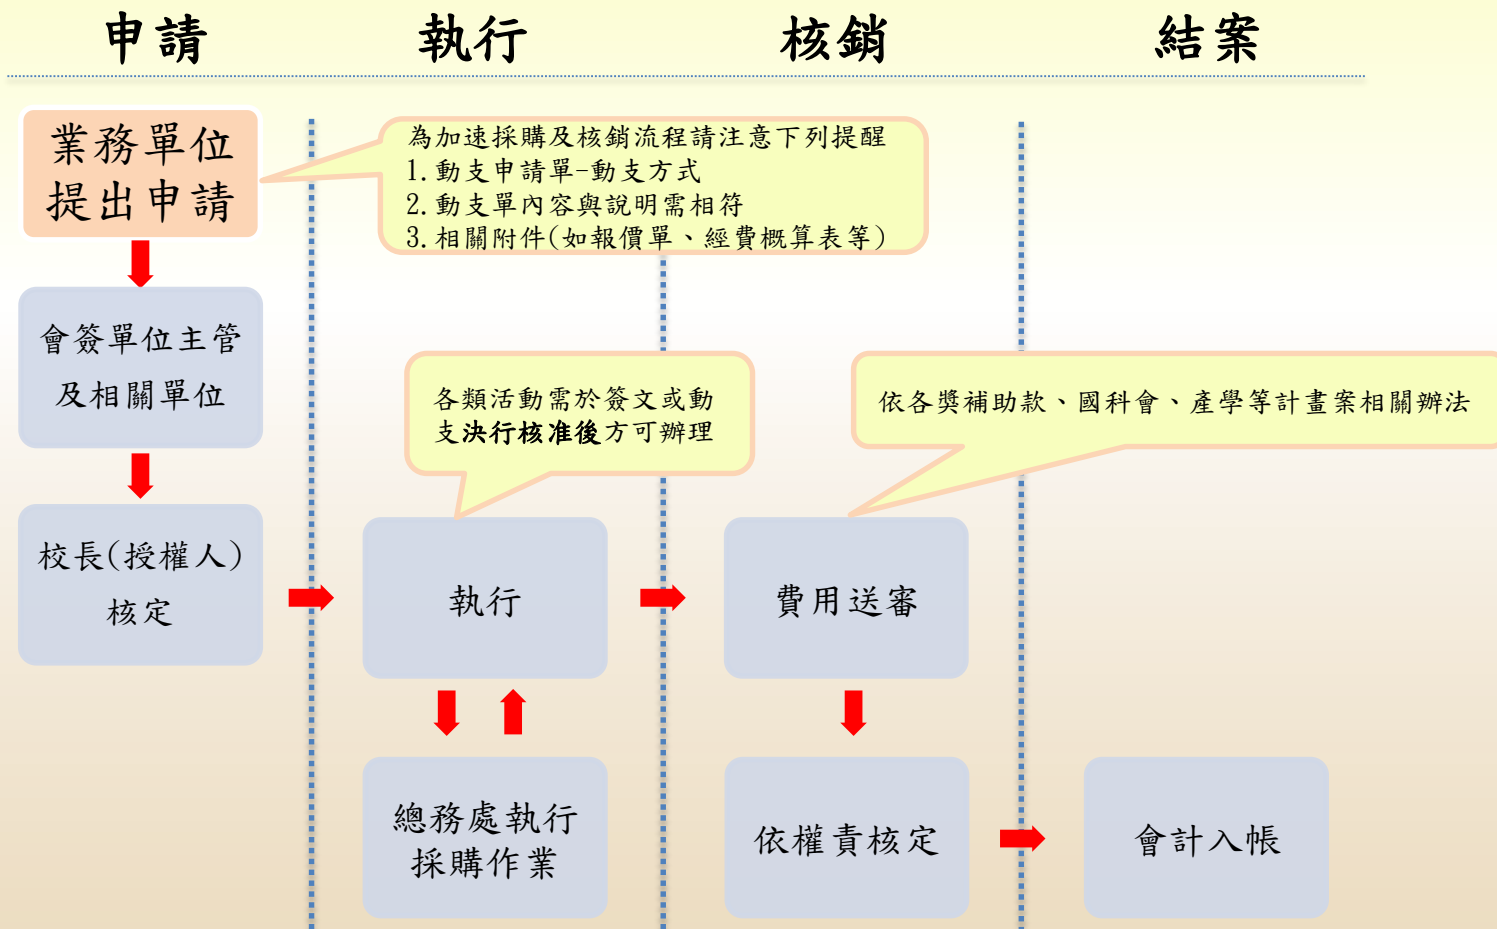 申請
執行
核銷
結案
業務單位
提出申請
為加速採購及核銷流程請注意下列提醒
1.動支申請單-動支方式
2.動支單內容與說明需相符
3.相關附件(如報價單、經費概算表等)
會簽單位主管
及相關單位
各類活動需於簽文或動
支決行核准後方可辦理
依各獎補助款、國科會、產學等計畫案相關辦法
校長(授權人)
核定
執行
費用送審
總務處執行
採購作業
依權責核定
會計入帳